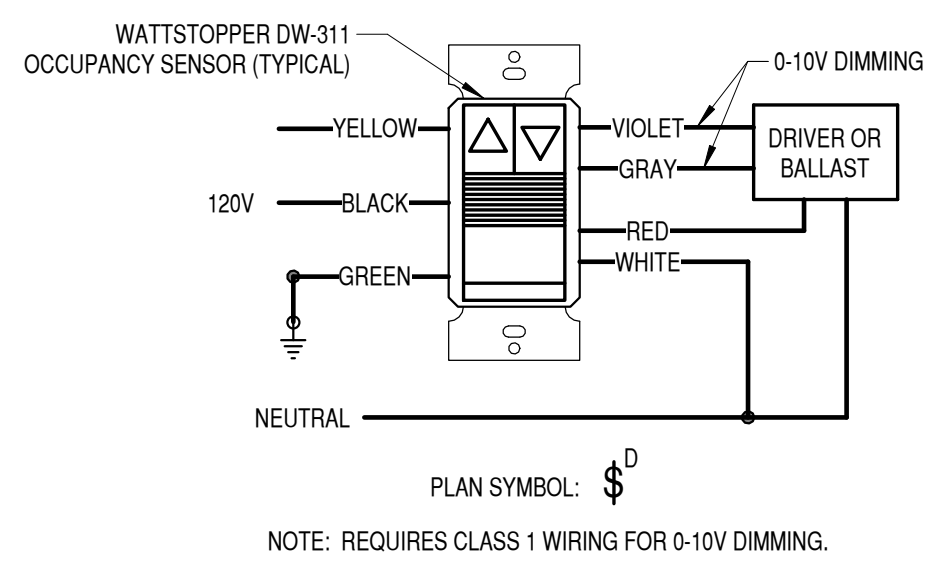 WATTSTOPPER DW-311
OCCUPANCY SENSOR (TYPICAL)
0-10V DIMMING
YELLOW
VIOLET
DRIVER OR
BALLAST
GRAY
120V
BLACK
RED
WHITE
GREEN
NEUTRAL
PLAN SYMBOL: $D
NOTE: REQUIRES CLASS 1 WIRING FOR 0-10V DIMMING.